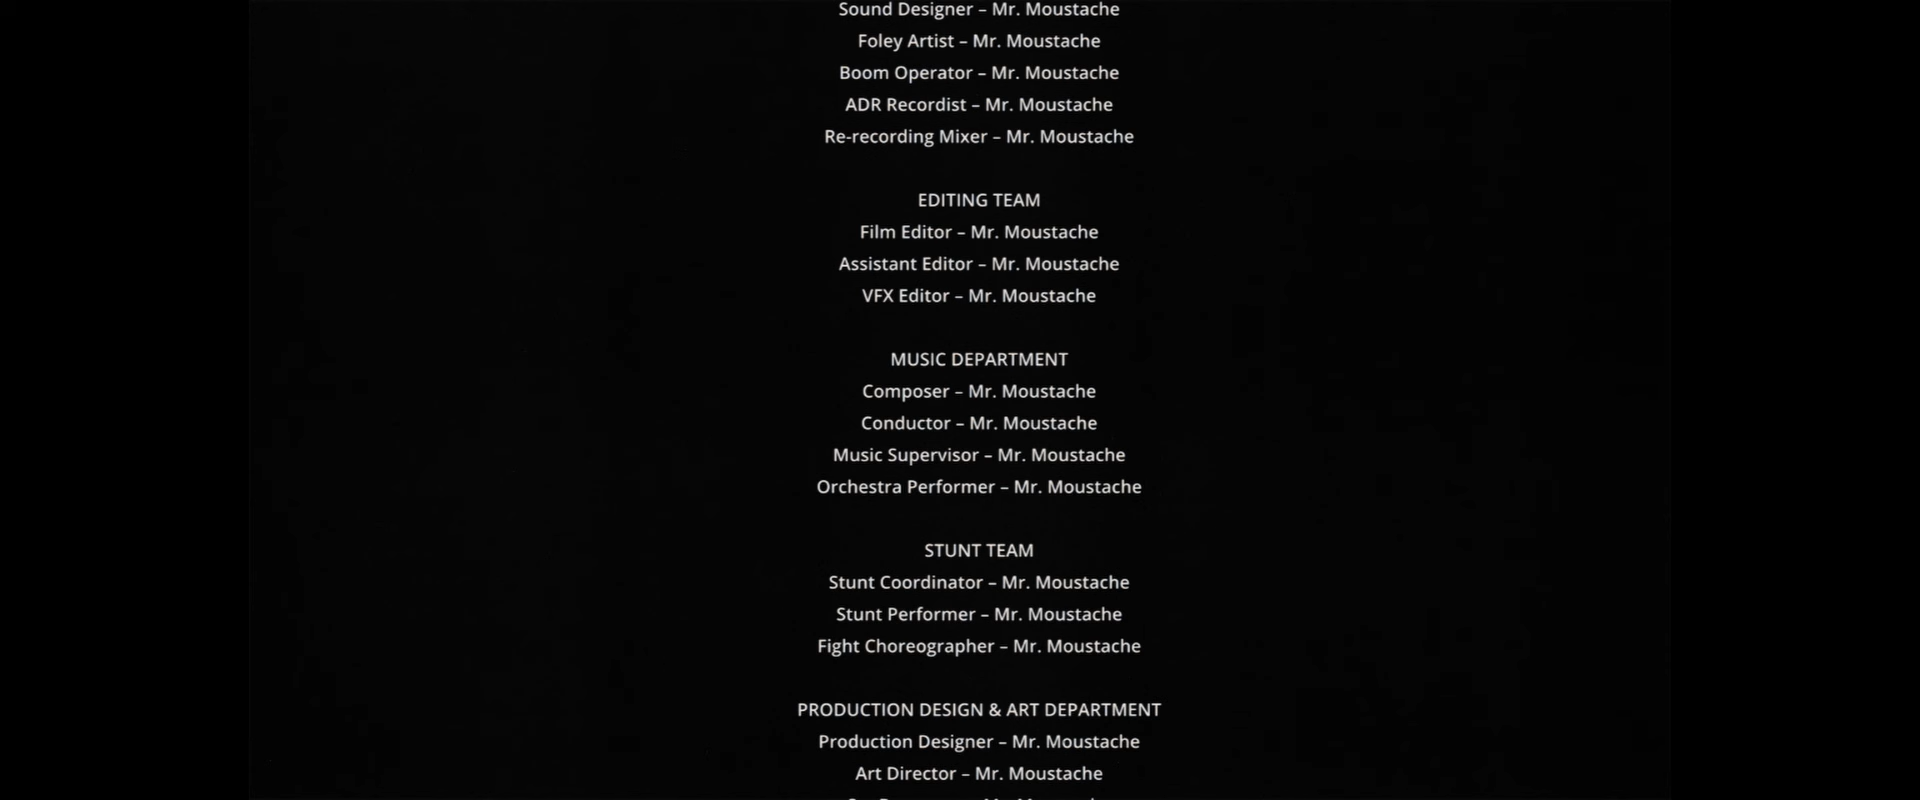 Sound Designer – Mr. Moustache
Foley Artist – Mr. Moustache
Boom Operator – Mr. Moustache
ADR Recordist – Mr. Moustache
Re-recording Mixer – Mr. Moustache
EDITING TEAM
Film Editor – Mr. Moustache
Assistant Editor – Mr. Moustache
VFX Editor – Mr. Moustache
MUSIC DEPARTMENT
Composer – Mr. Moustache
Conductor – Mr. Moustache
Music Supervisor – Mr. Moustache
Orchestra Performer – Mr. Moustache
STUNT TEAM
Stunt Coordinator – Mr. Moustache
Stunt Performer – Mr. Moustache
Fight Choreographer – Mr. Moustache
PRODUCTION DESIGN & ART DEPARTMENT
Production Designer – Mr. Moustache
Art Director – Mr. Moustache